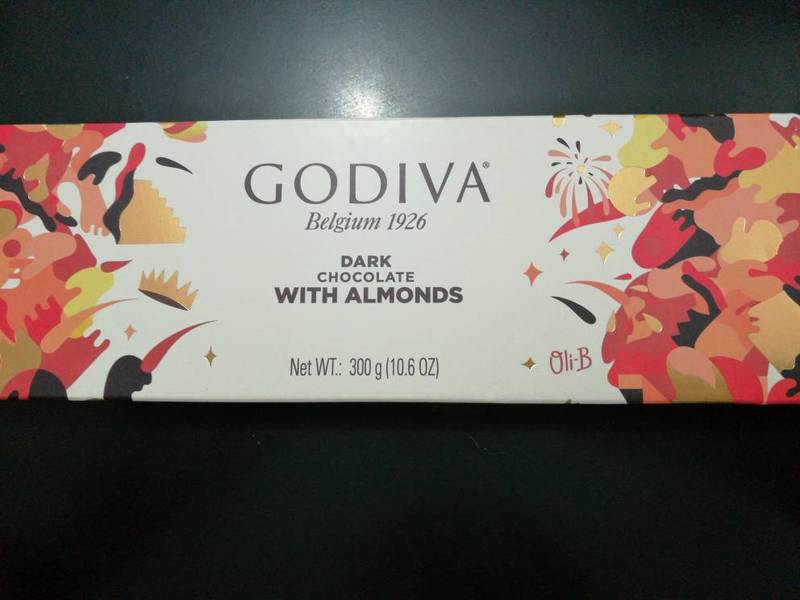 GODIVA®
Belgium 1926
DARK
CHOCOLATE
WITH ALMONDS
Net WT.: 300 g (10.6 OZ)
Oli-B